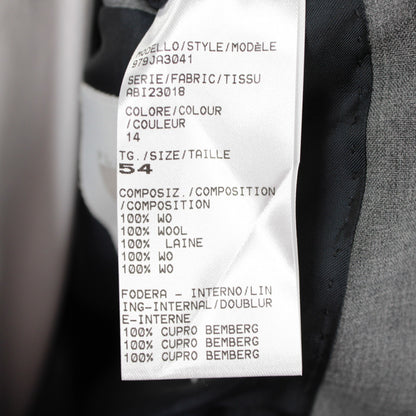 MODELLO/STYLE/MODÈLE
979JA3041
SERIE/FABRIC/TISSU
ABI23018
COLORE/COLOUR
/COULEUR
14
TG./SIZE/TAILLE
54
COMPOSIZ./COMPOSITION
/COMPOSITION
100% WO
100% WOOL
100% LAINE
100% WO
100% WO
FODERA - INTERNO/LIN
ING-INTERNAL/DOUBLUR
E-INTERNE
100% CUPRO BEMBERG
100% CUPRO BEMBERG
100% CUPRO BEMBERG